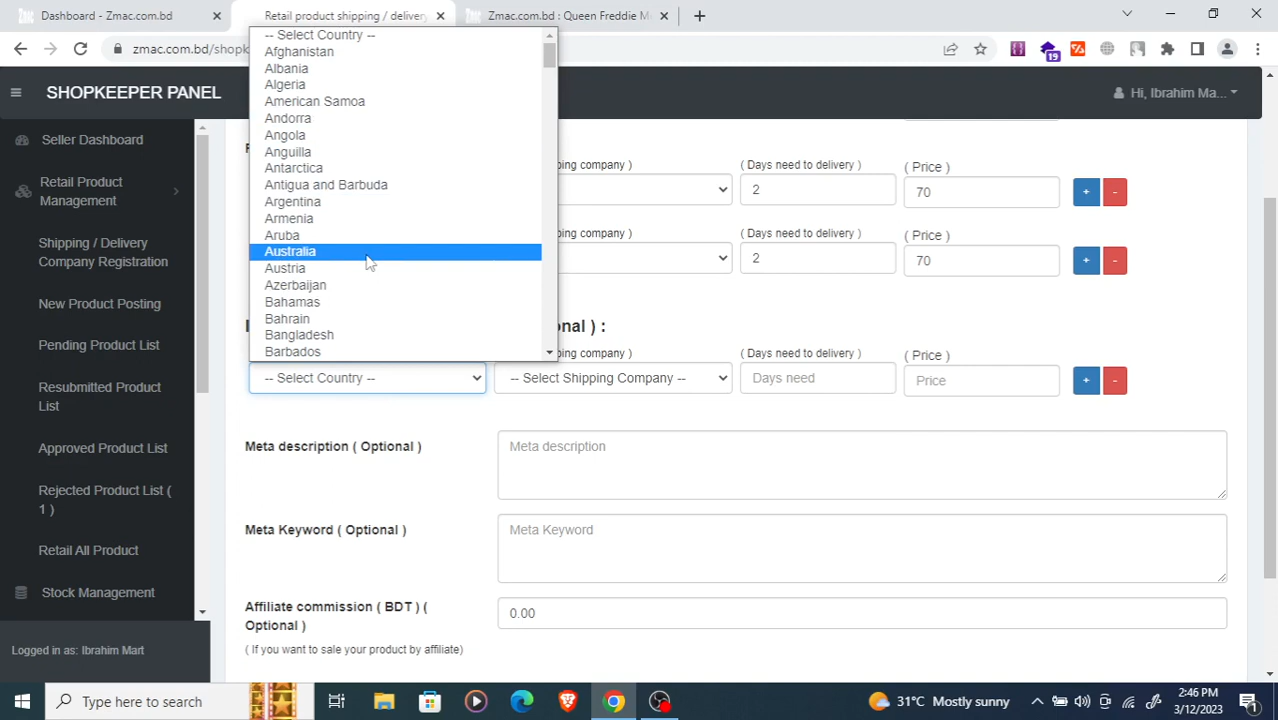 Dashboard - Zmac.com.bd
Retail product shipping / delivery
Zmac.com.bd : Queen Freddie M
zmac.com.bd/shopk
19
SHOPKEEPER PANEL
Hi, Ibrahim Ma...
Seller Dashboard
Retail Product
Management
Shipping / Delivery
Company Registration
New Product Posting
Pending Product List
Resubmitted Product
List
Approved Product List
Rejected Product List (
1 )
Retail All Product
Stock Management
Logged in as: Ibrahim Mart
-- Select Country --
Afghanistan
Albania
Algeria
American Samoa
Andorra
Angola
Anguilla
Antarctica
Antigua and Barbuda
Argentina
Armenia
Aruba
Australia
Austria
Azerbaijan
Bahamas
Bahrain
Bangladesh
Barbados
ping company )
( Days need to delivery )
( Price )
2
70
+
-
ping company )
( Days need to delivery )
( Price )
2
70
+
-
onal ) :
ping company )
( Days need to delivery )
( Price )
-- Select Country --
-- Select Shipping Company --
Days need
Price
+
-
Meta description ( Optional )
Meta description
Meta Keyword ( Optional )
Meta Keyword
Affiliate commission ( BDT ) (
Optional )
0.00
( If you want to sale your product by affiliate)
Type here to search
31°C Mostly sunny
2:46 PM
3/12/2023
1